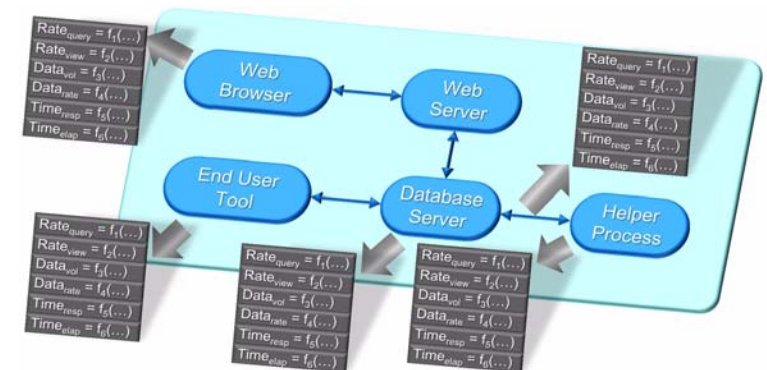 Rate_query = f₁(…)
Rate_view = f₂(…)
Data_vol = f₃(…)
Data_rate = f₄(…)
Time_resp = f₅(…)
Time_elap = f₆(…)
Web
Browser
Web
Server
Rate_query = f₁(…)
Rate_view = f₂(…)
Data_vol = f₃(…)
Data_rate = f₄(…)
Time_resp = f₅(…)
Time_elap = f₆(…)
End User
Tool
Database
Server
Helper
Process
Rate_query = f₁(…)
Rate_view = f₂(…)
Data_vol = f₃(…)
Data_rate = f₄(…)
Time_resp = f₅(…)
Time_elap = f₆(…)
Rate_query = f₁(…)
Rate_view = f₂(…)
Data_vol = f₃(…)
Data_rate = f₄(…)
Time_resp = f₅(…)
Time_elap = f₆(…)
Rate_query = f₁(…)
Rate_view = f₂(…)
Data_vol = f₃(…)
Data_rate = f₄(…)
Time_resp = f₅(…)
Time_elap = f₆(…)